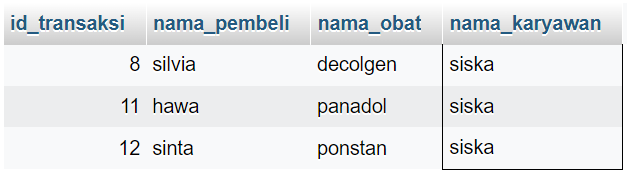 id_transaksi nama_pembeli nama_obat nama_karyawan
8 silvia decolgen siska
11 hawa panadol siska
12 sinta ponstan siska